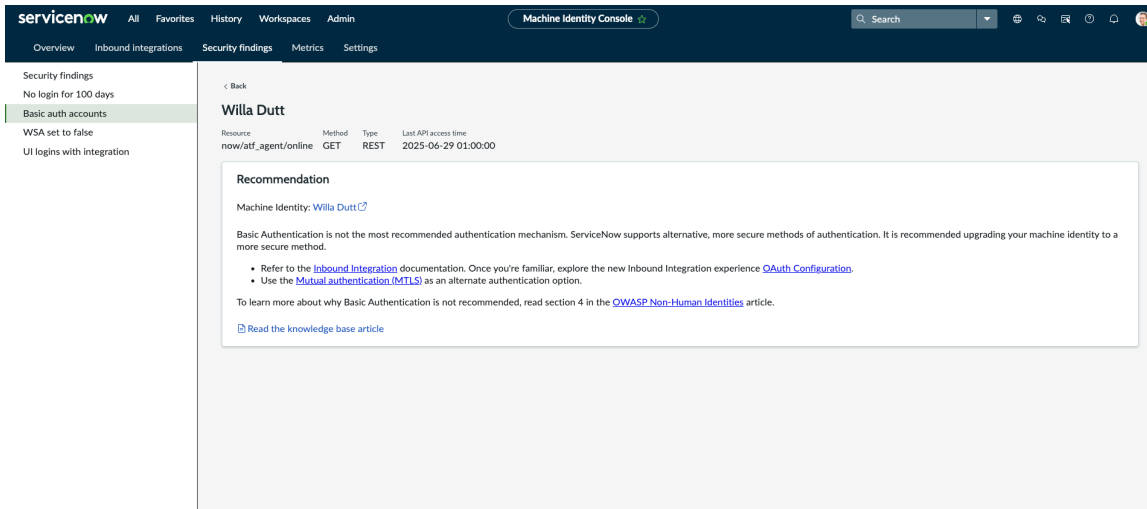 servicenow All Favorites History Workspaces Admin Machine Identity Console Search
Overview Inbound integrations Security findings Metrics Settings
Security findings
No login for 100 days
Basic auth accounts
WSA set to false
UI logins with integration
< Back
Willa Dutt
Resource Method Type Last API access time
now/atf_agent/online GET REST 2025-06-29 01:00:00
Recommendation
Machine Identity: Willa Dutt
Basic Authentication is not the most recommended authentication mechanism. ServiceNow supports alternative, more secure methods of authentication. It is recommended upgrading your machine identity to a
more secure method.
• Refer to the Inbound Integration documentation. Once you're familiar, explore the new Inbound Integration experience OAuth Configuration.
• Use the Mutual authentication (MTLS) as an alternate authentication option.
To learn more about why Basic Authentication is not recommended, read section 4 in the OWASP Non-Human Identities article.
Read the knowledge base article